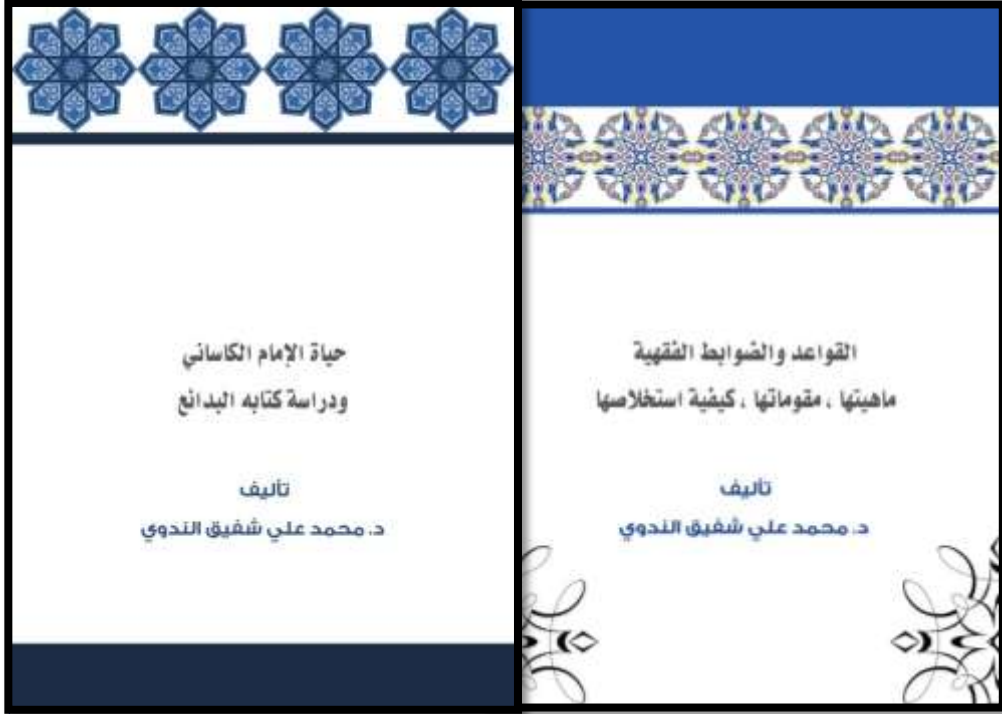 القواعد والضوابط الفقهية
ماهيتها ، مقوماتها ، كيفية استخلاصها
تأليف
د. محمد علي شفيق الندوي
حياة الإمام الكاساني
ودراسة كتابه البدائع
تأليف
د. محمد علي شفيق الندوي